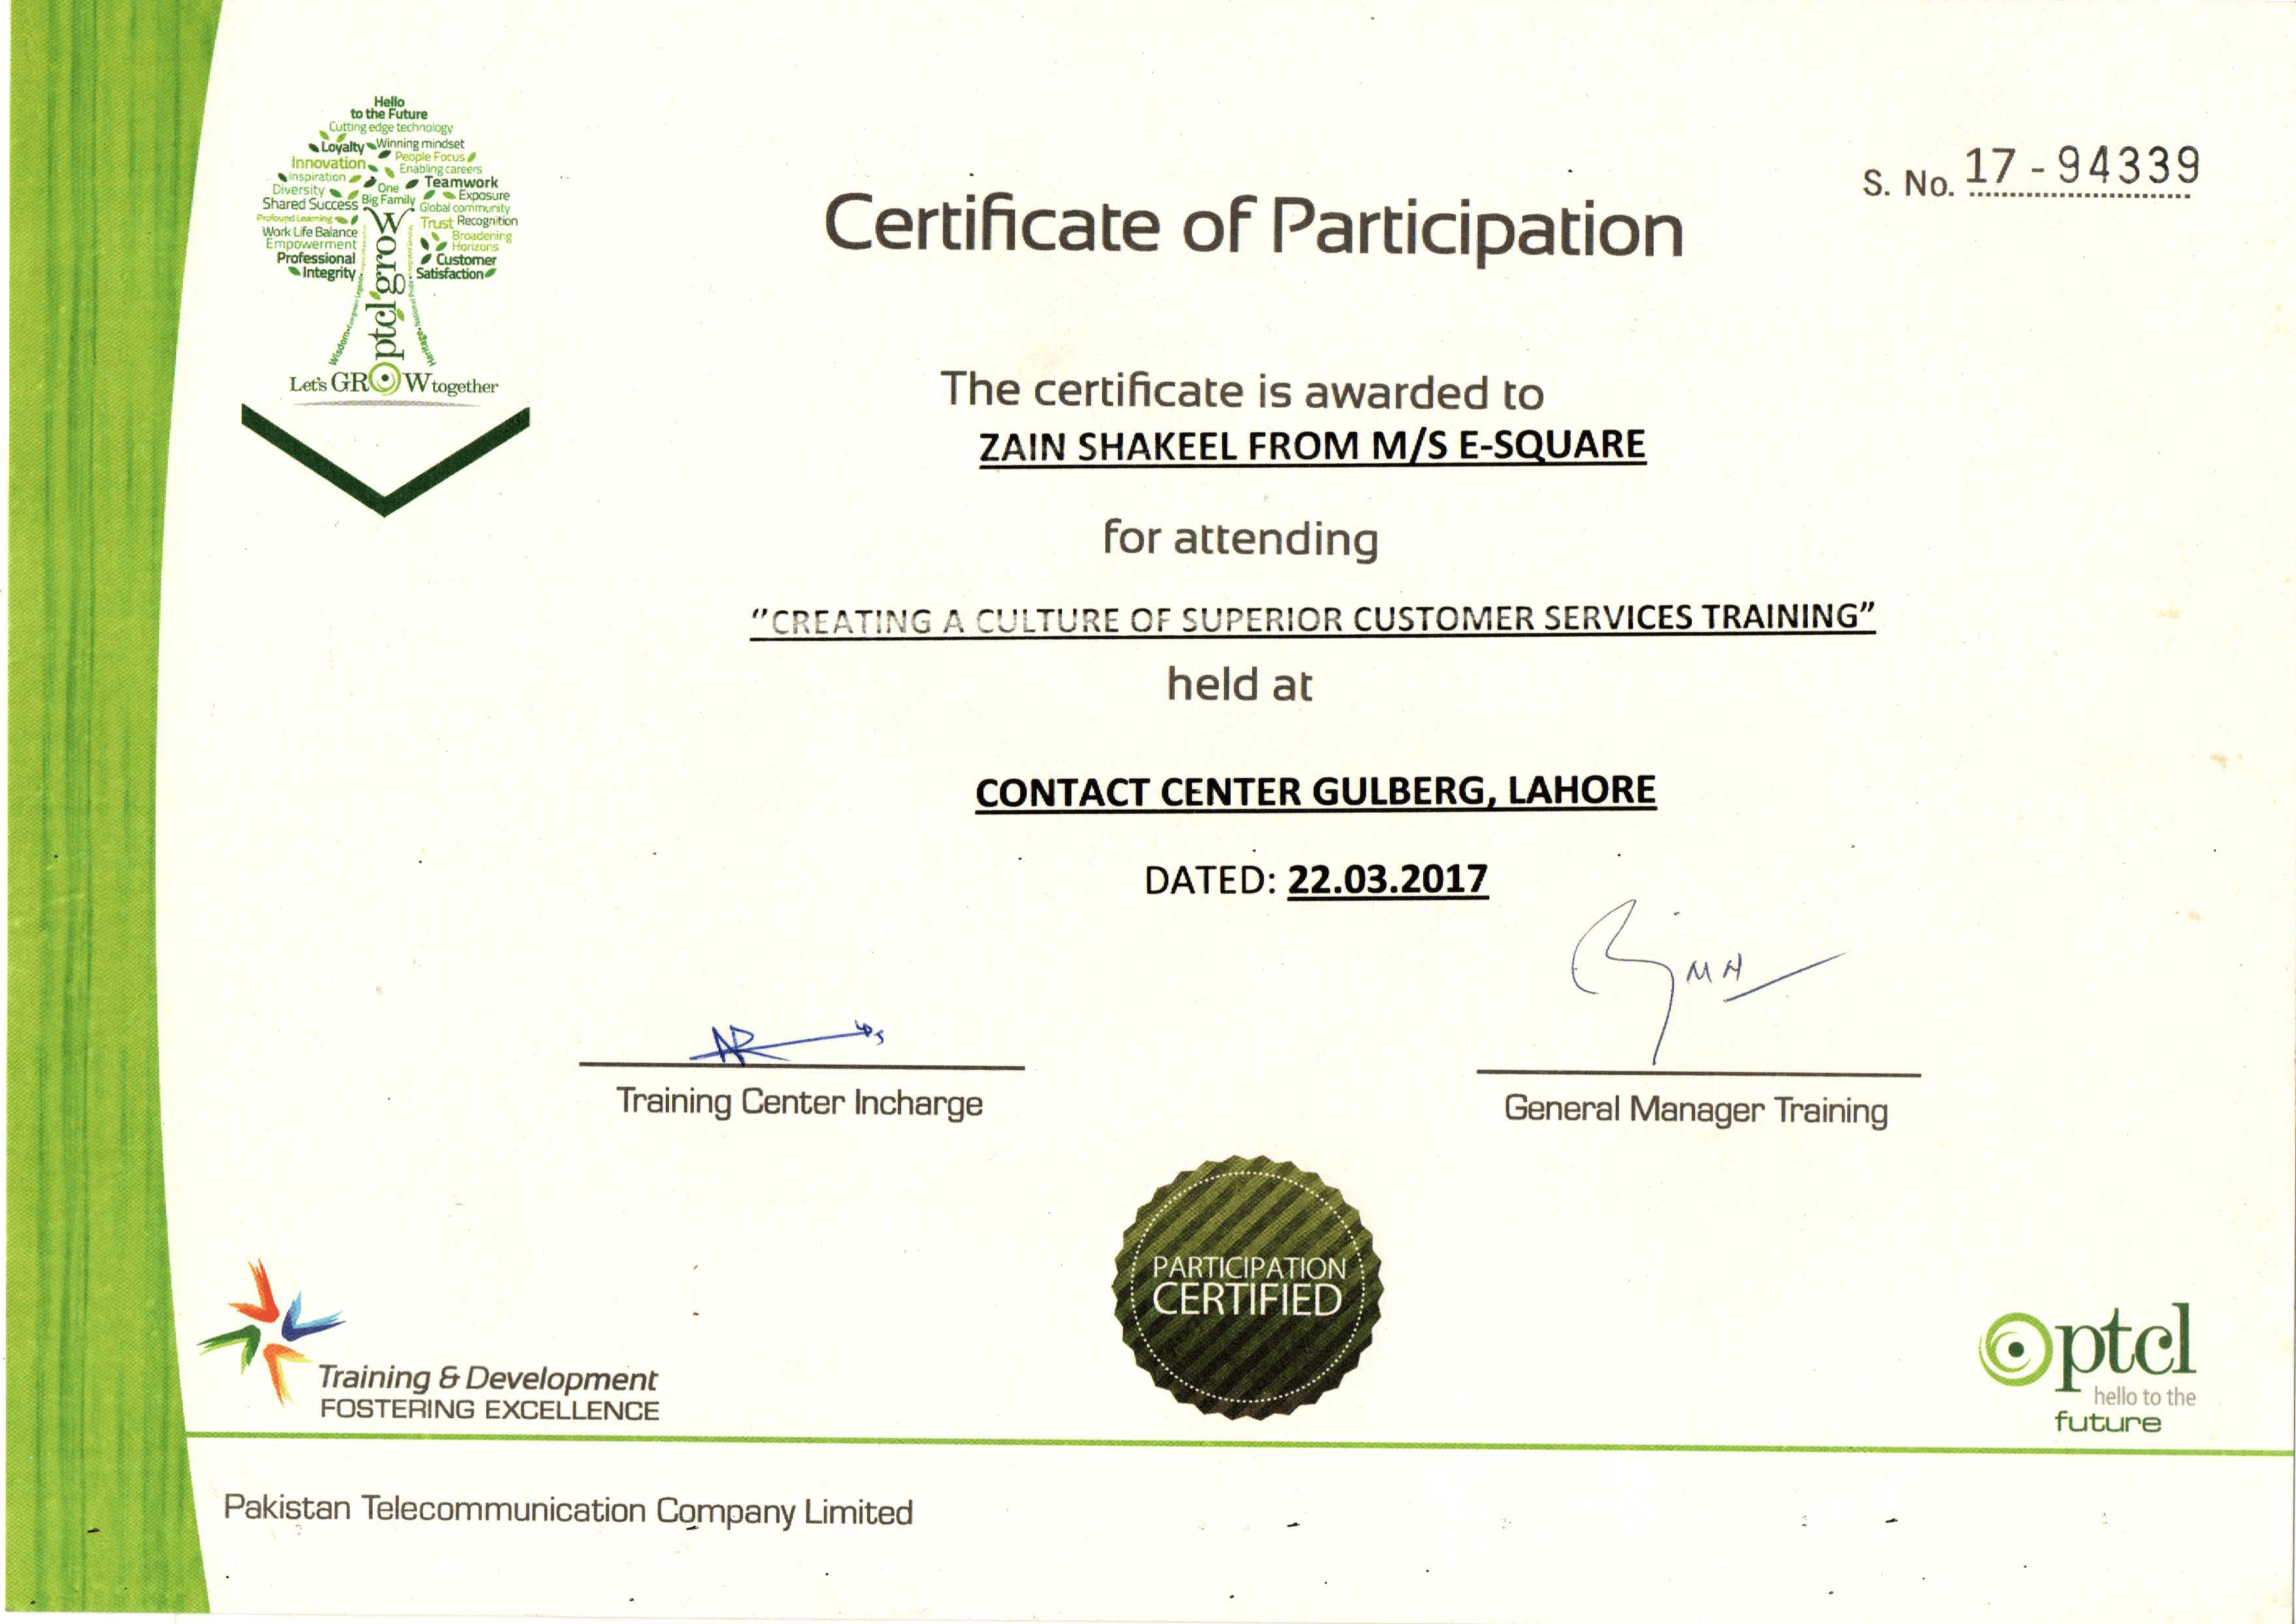 Hello
to the Future
Cutting edge technology
Loyalty Winning mindset
Innovation People Focus
Enabling careers
Inspiration Teamwork
Diversity One Exposure
Shared Success Big Family Global community
Profound Learning Trust Recognition
Work Life Balance Broadening
Empowerment Horizons
Professional Customer
Integrity Satisfaction
ptcl grow
Wisdom
Heritage
Let's GROW together
S. No. 17 - 94339
Certificate of Participation
The certificate is awarded to
ZAIN SHAKEEL FROM M/S E-SQUARE
for attending
"CREATING A CULTURE OF SUPERIOR CUSTOMER SERVICES TRAINING"
held at
CONTACT CENTER GULBERG, LAHORE
DATED: 22.03.2017
Training Center Incharge
General Manager Training
PARTICIPATION
CERTIFIED
Training & Development
FOSTERING EXCELLENCE
ptcl
hello to the
future
Pakistan Telecommunication Company Limited